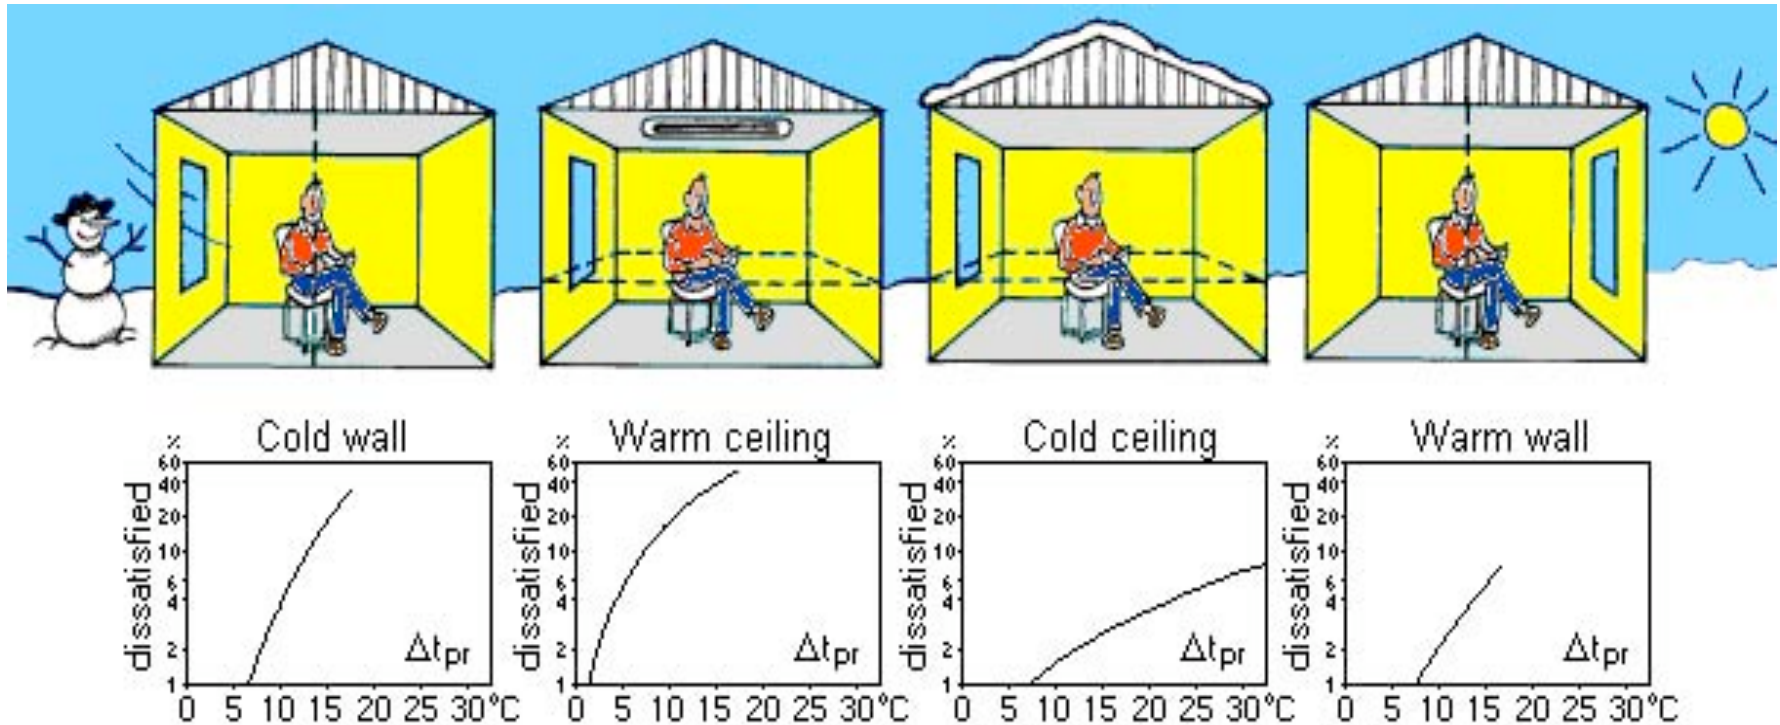 Cold wall
%
60
40
20
10
6
4
2
1
dissatisfied
Δtpr
0 5 10 15 20 25 30°C
Warm ceiling
%
60
40
20
10
6
4
2
1
dissatisfied
Δtpr
0 5 10 15 20 25 30°C
Cold ceiling
%
60
40
20
10
6
4
2
1
dissatisfied
Δtpr
0 5 10 15 20 25 30°C
Warm wall
%
60
40
20
10
6
4
2
1
dissatisfied
Δtpr
0 5 10 15 20 25 30°C